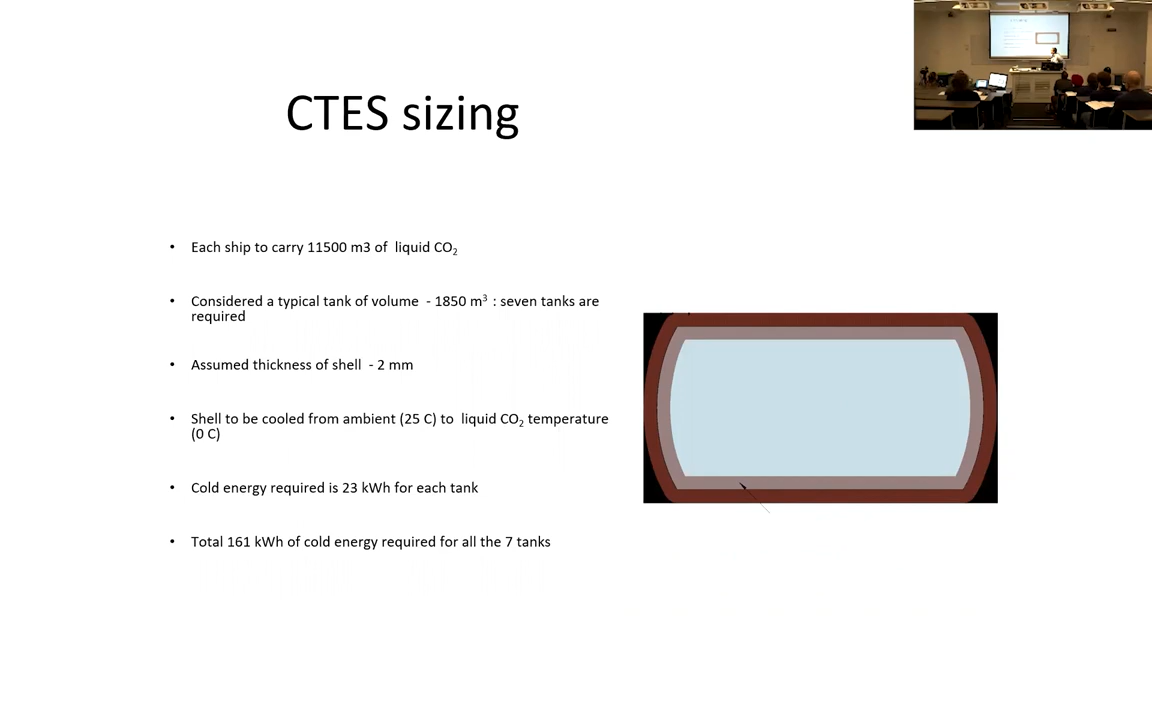 CTES sizing
• Each ship to carry 11500 m3 of liquid CO₂
• Considered a typical tank of volume - 1850 m³ : seven tanks are
required
• Assumed thickness of shell - 2 mm
• Shell to be cooled from ambient (25 C) to liquid CO₂ temperature
(0 C)
• Cold energy required is 23 kWh for each tank
• Total 161 kWh of cold energy required for all the 7 tanks